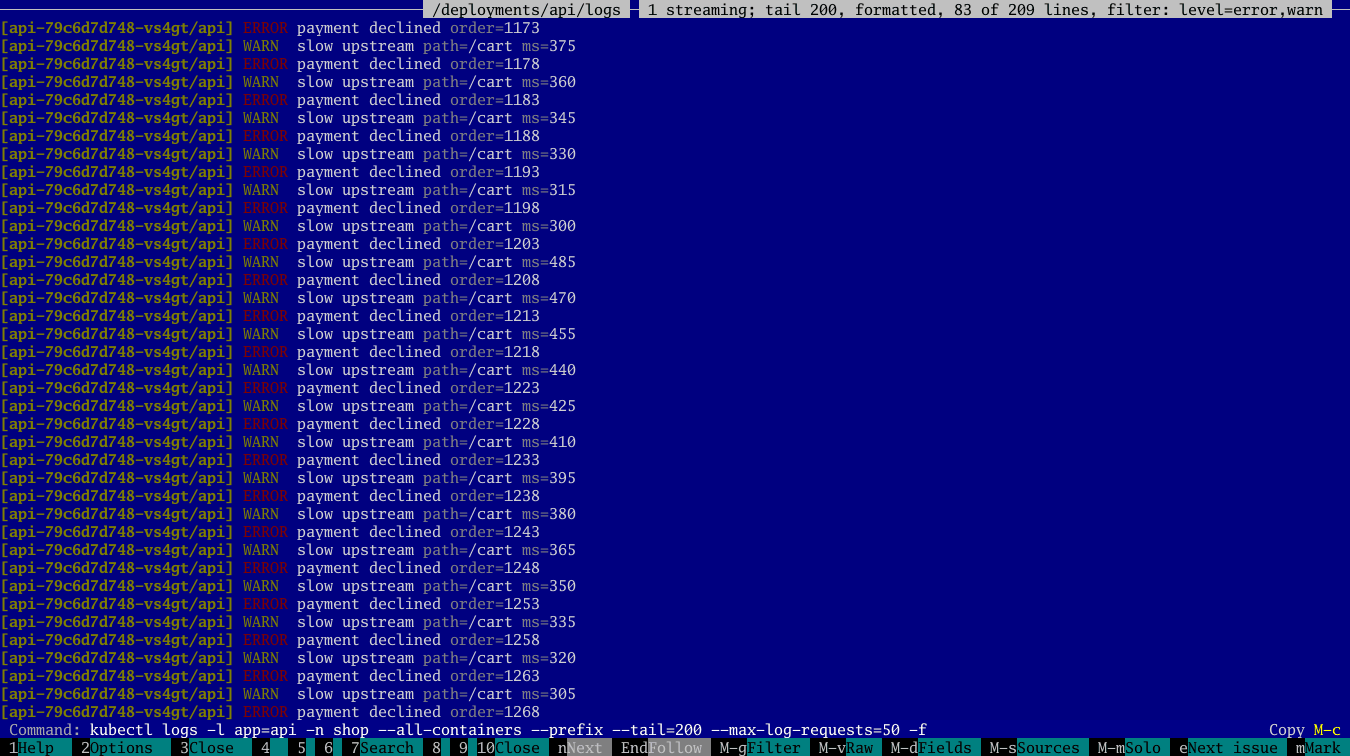 /deployments/api/logs 1 streaming; tail 200, formatted, 83 of 209 lines, filter: level=error,warn
[api-79c6d7d748-vs4gt/api] ERROR payment declined order=1173
[api-79c6d7d748-vs4gt/api] WARN slow upstream path=/cart ms=375
[api-79c6d7d748-vs4gt/api] ERROR payment declined order=1178
[api-79c6d7d748-vs4gt/api] WARN slow upstream path=/cart ms=360
[api-79c6d7d748-vs4gt/api] ERROR payment declined order=1183
[api-79c6d7d748-vs4gt/api] WARN slow upstream path=/cart ms=345
[api-79c6d7d748-vs4gt/api] ERROR payment declined order=1188
[api-79c6d7d748-vs4gt/api] WARN slow upstream path=/cart ms=330
[api-79c6d7d748-vs4gt/api] ERROR payment declined order=1193
[api-79c6d7d748-vs4gt/api] WARN slow upstream path=/cart ms=315
[api-79c6d7d748-vs4gt/api] ERROR payment declined order=1198
[api-79c6d7d748-vs4gt/api] WARN slow upstream path=/cart ms=300
[api-79c6d7d748-vs4gt/api] ERROR payment declined order=1203
[api-79c6d7d748-vs4gt/api] WARN slow upstream path=/cart ms=485
[api-79c6d7d748-vs4gt/api] ERROR payment declined order=1208
[api-79c6d7d748-vs4gt/api] WARN slow upstream path=/cart ms=470
[api-79c6d7d748-vs4gt/api] ERROR payment declined order=1213
[api-79c6d7d748-vs4gt/api] WARN slow upstream path=/cart ms=455
[api-79c6d7d748-vs4gt/api] ERROR payment declined order=1218
[api-79c6d7d748-vs4gt/api] WARN slow upstream path=/cart ms=440
[api-79c6d7d748-vs4gt/api] ERROR payment declined order=1223
[api-79c6d7d748-vs4gt/api] WARN slow upstream path=/cart ms=425
[api-79c6d7d748-vs4gt/api] ERROR payment declined order=1228
[api-79c6d7d748-vs4gt/api] WARN slow upstream path=/cart ms=410
[api-79c6d7d748-vs4gt/api] ERROR payment declined order=1233
[api-79c6d7d748-vs4gt/api] WARN slow upstream path=/cart ms=395
[api-79c6d7d748-vs4gt/api] ERROR payment declined order=1238
[api-79c6d7d748-vs4gt/api] WARN slow upstream path=/cart ms=380
[api-79c6d7d748-vs4gt/api] ERROR payment declined order=1243
[api-79c6d7d748-vs4gt/api] WARN slow upstream path=/cart ms=365
[api-79c6d7d748-vs4gt/api] ERROR payment declined order=1248
[api-79c6d7d748-vs4gt/api] WARN slow upstream path=/cart ms=350
[api-79c6d7d748-vs4gt/api] ERROR payment declined order=1253
[api-79c6d7d748-vs4gt/api] WARN slow upstream path=/cart ms=335
[api-79c6d7d748-vs4gt/api] ERROR payment declined order=1258
[api-79c6d7d748-vs4gt/api] WARN slow upstream path=/cart ms=320
[api-79c6d7d748-vs4gt/api] ERROR payment declined order=1263
[api-79c6d7d748-vs4gt/api] WARN slow upstream path=/cart ms=305
[api-79c6d7d748-vs4gt/api] ERROR payment declined order=1268
Command: kubectl logs -l app=api -n shop --all-containers --prefix --tail=200 --max-log-requests=50 -f Copy M-c
1Help 2Options 3Close 4 5 6 7Search 8 9 10Close nNext EndFollow M-gFilter M-vRaw M-dFields M-sSources M-mSolo eNext issue mMark